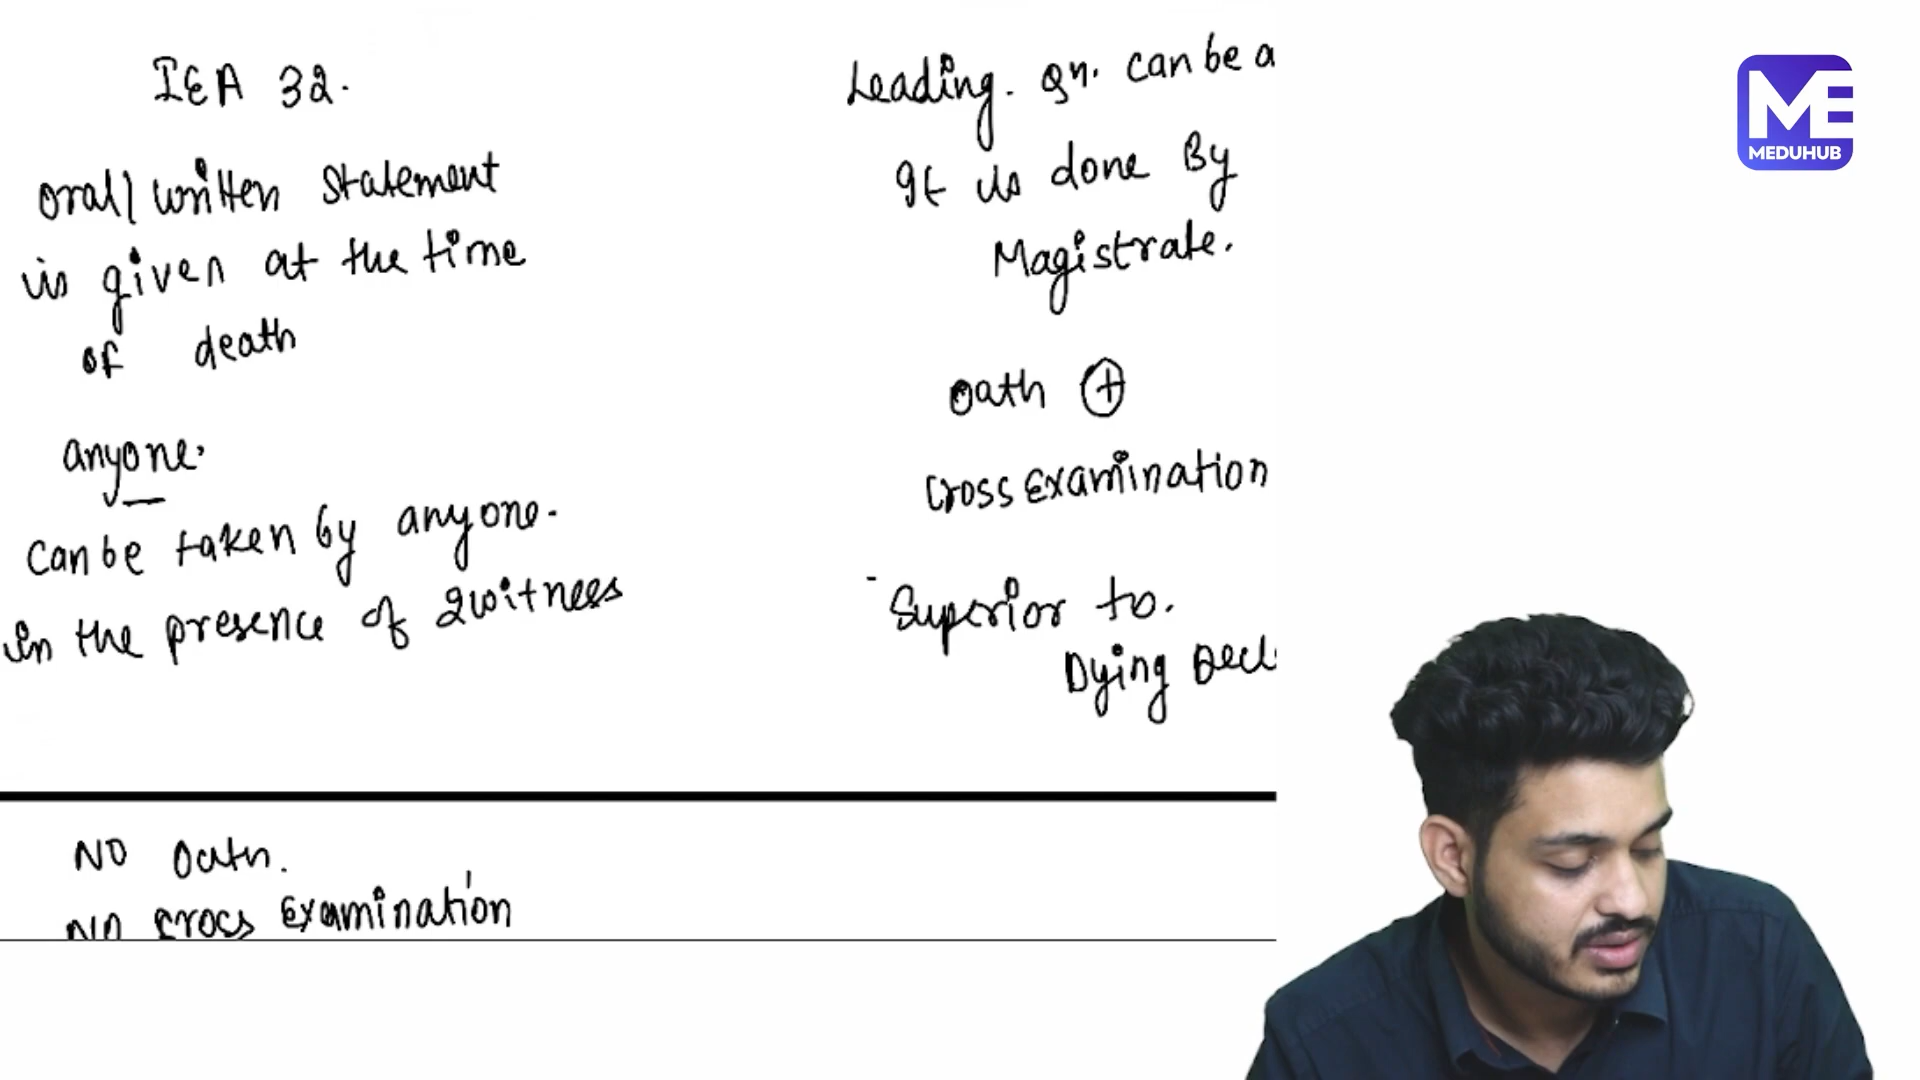 IEA 32.
oral/written statement
is given at the time
of death
anyone.
Can be taken by anyone.
in the presence of 2 witness
NO Oath.
NO cross Examination
Leading. Qn. can be a
It is done By
Magistrate.
oath +
Cross Examination
- Superior to.
Dying Decl
ME
MEDUHUB